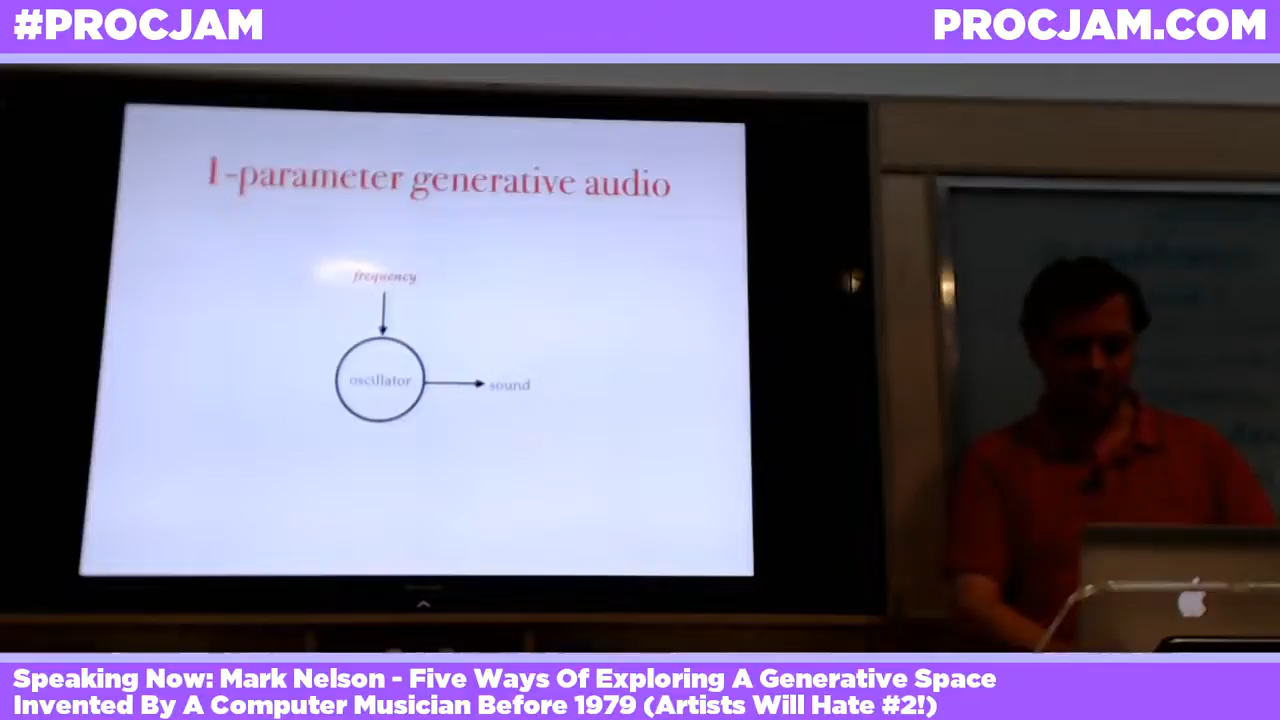 #PROCJAM
PROCJAM.COM
1-parameter generative audio
frequency
oscillator
sound
Speaking Now: Mark Nelson - Five Ways Of Exploring A Generative Space
Invented By A Computer Musician Before 1979 (Artists Will Hate #2!)